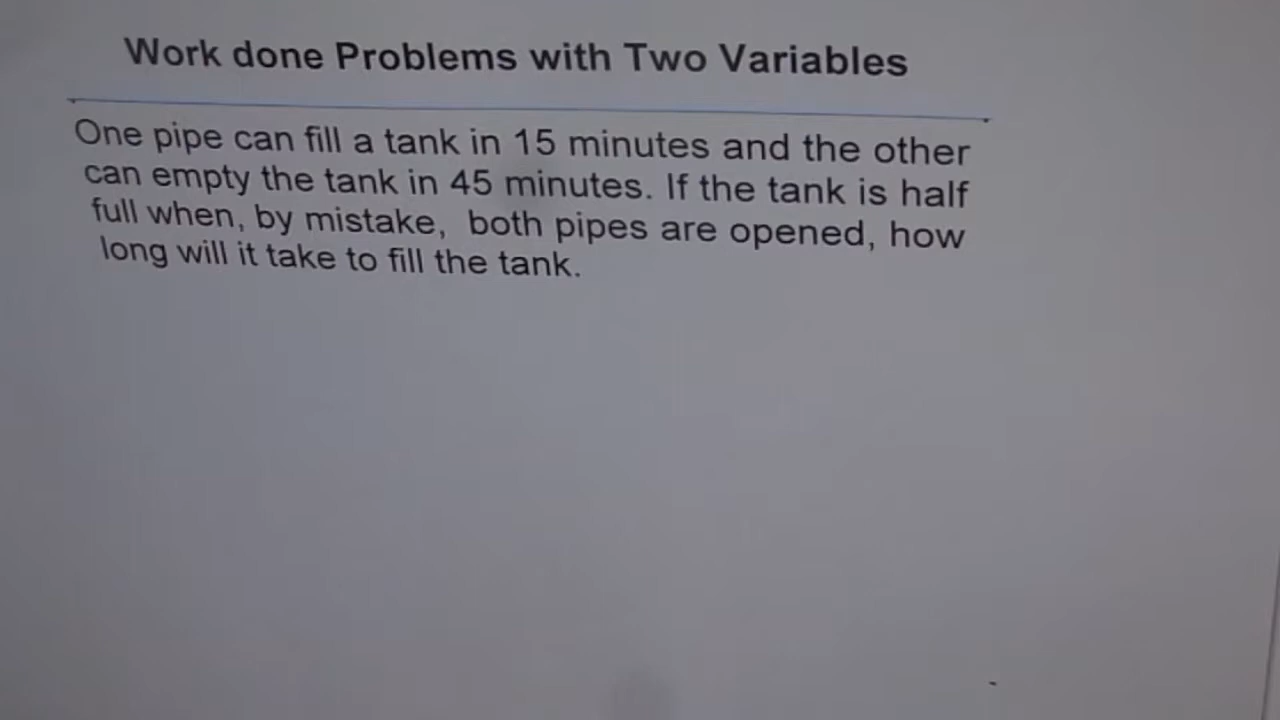 Work done Problems with Two Variables
One pipe can fill a tank in 15 minutes and the other
can empty the tank in 45 minutes. If the tank is half
full when, by mistake, both pipes are opened, how
long will it take to fill the tank.